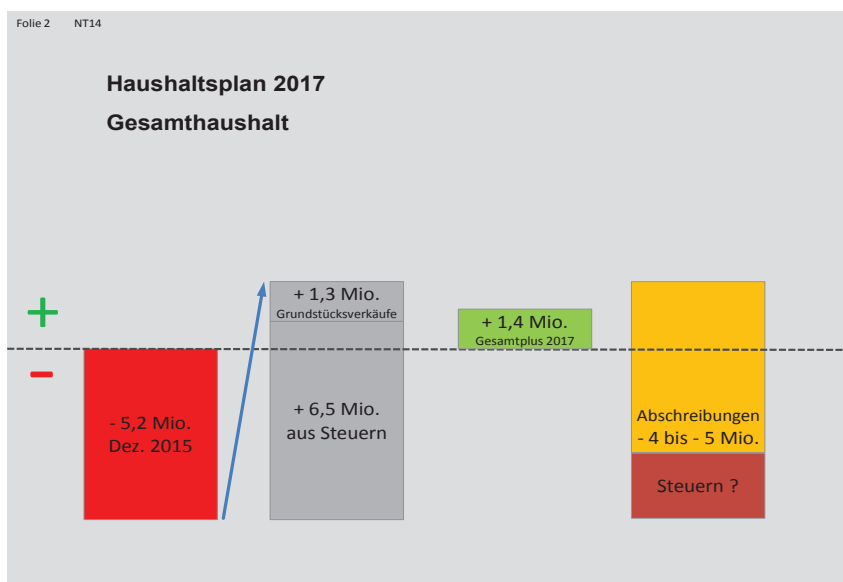 Folie 2 NT14
Haushaltsplan 2017
Gesamthaushalt
+
-
- 5,2 Mio.
Dez. 2015
+ 1,3 Mio.
Grundstücksverkäufe
+ 6,5 Mio.
aus Steuern
+ 1,4 Mio.
Gesamtplus 2017
Abschreibungen
- 4 bis - 5 Mio.
Steuern ?